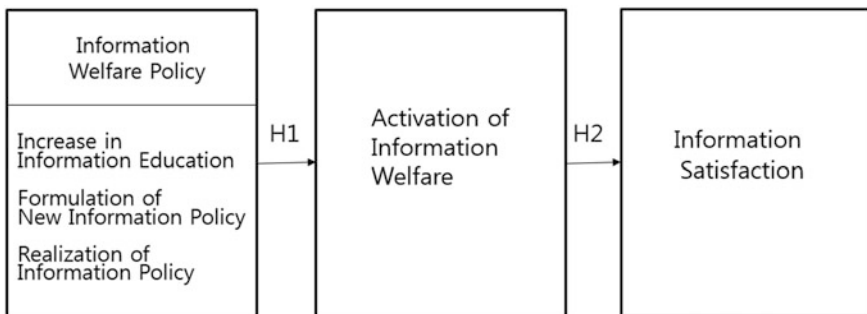 Information
Welfare Policy
Increase in
Information Education
Formulation of
New Information Policy
Realization of
Information Policy
H1
Activation of
Information
Welfare
H2
Information
Satisfaction